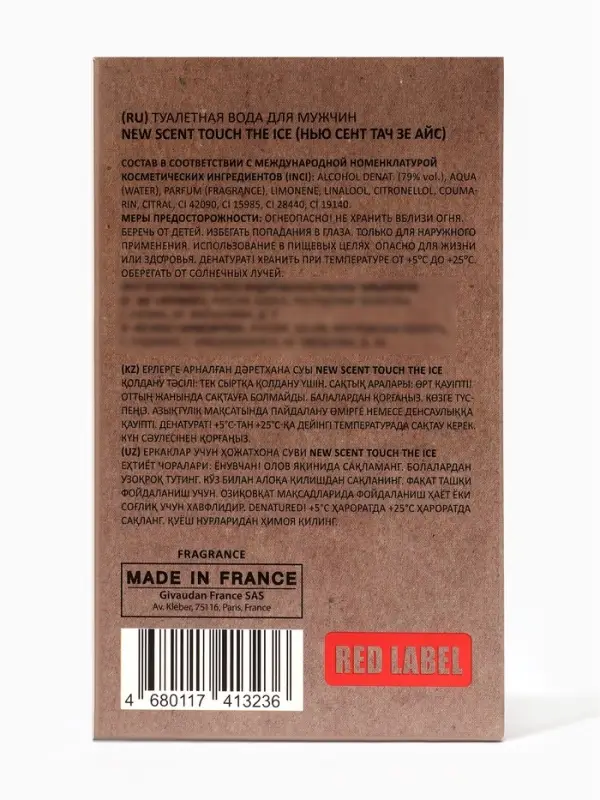 (RU) ТУАЛЕТНАЯ ВОДА ДЛЯ МУЖЧИН
NEW SCENT TOUCH THE ICE (НЬЮ СЕНТ ТАЧ ЗЕ АЙС)
СОСТАВ В СООТВЕТСТВИИ С МЕЖДУНАРОДНОЙ НОМЕНКЛАТУРОЙ
КОСМЕТИЧЕСКИХ ИНГРЕДИЕНТОВ (INCI): ALCOHOL DENAT. (79% vol.), AQUA
(WATER), PARFUM (FRAGRANCE), LIMONENE, LINALOOL, CITRONELLOL, COUMA-
RIN, CITRAL, CI 42090, CI 15985, CI 28440, CI 19140.
МЕРЫ ПРЕДОСТОРОЖНОСТИ: ОГНЕОПАСНО! НЕ ХРАНИТЬ ВБЛИЗИ ОГНЯ.
БЕРЕЧЬ ОТ ДЕТЕЙ. ИЗБЕГАТЬ ПОПАДАНИЯ В ГЛАЗА. ТОЛЬКО ДЛЯ НАРУЖНОГО
ПРИМЕНЕНИЯ. ИСПОЛЬЗОВАНИЕ В ПИЩЕВЫХ ЦЕЛЯХ ОПАСНО ДЛЯ ЖИЗНИ
ИЛИ ЗДОРОВЬЯ. ДЕНАТУРАТ! ХРАНИТЬ ПРИ ТЕМПЕРАТУРЕ ОТ +5°С ДО +25°С.
ОБЕРЕГАТЬ ОТ СОЛНЕЧНЫХ ЛУЧЕЙ.
(KZ) ЕРЛЕРГЕ АРНАЛҒАН ДӘРЕТХАНА СУЫ NEW SCENT TOUCH THE ICE
ҚОЛДАНУ ТӘСІЛІ: ТЕК СЫРТҚА ҚОЛДАНУ ҮШІН. САҚТЫҚ АРАЛАРЫ: ӨРТ ҚАУІПТІ!
ОТТЫҢ ЖАНЫНДА САҚТАУҒА БОЛМАЙДЫ. БАЛАЛАРДАН ҚОРҒАҢЫЗ. КӨЗГЕ ТҮС-
ПЕҢІЗ. АЗЫҚТҮЛІК МАҚСАТЫНДА ПАЙДАЛАНУ ӨМІРГЕ НЕМЕСЕ ДЕНСАУЛЫҚҚА
ҚАУІПТІ. ДЕНАТУРАТ! +5°С-ТАН +25°С-ҚА ДЕЙІНГІ ТЕМПЕРАТУРАДА САҚТАУ КЕРЕК.
КҮН СӘУЛЕСІНЕН ҚОРҒАҢЫЗ.
(UZ) ЕРКАКЛАР УЧУН ҲОЖАТХОНА СУВИ NEW SCENT TOUCH THE ICE
ЕҲТИЁТ ЧОРАЛАРИ: ЁНУВЧАН! ОЛОВ ЯҚИНИДА САҚЛАМАНГ. БОЛАЛАРДАН
УЗОҚРОҚ ТУТИНГ. КЎЗ БИЛАН АЛОҚА ҚИЛИШДАН САҚЛАНИНГ. ФАҚАТ ТАШҚИ
ФОЙДАЛАНИШ УЧУН. ОЗИҚОВҚАТ МАҚСАДЛАРИДА ФОЙДАЛАНИШ ҲАЁТ ЁКИ
СОҒЛИҚ УЧУН ХАВФЛИДИР. DENATURED! +5°С ҲАРОРАТДА +25°С ҲАРОРАТДА
САҚЛАНГ. ҚУЁШ НУРЛАРИДАН ҲИМОЯ ҚИЛИНГ.
FRAGRANCE
MADE IN FRANCE
Givaudan France SAS
Av. Kléber, 75116, Paris, France
4 680117 413236
RED LABEL